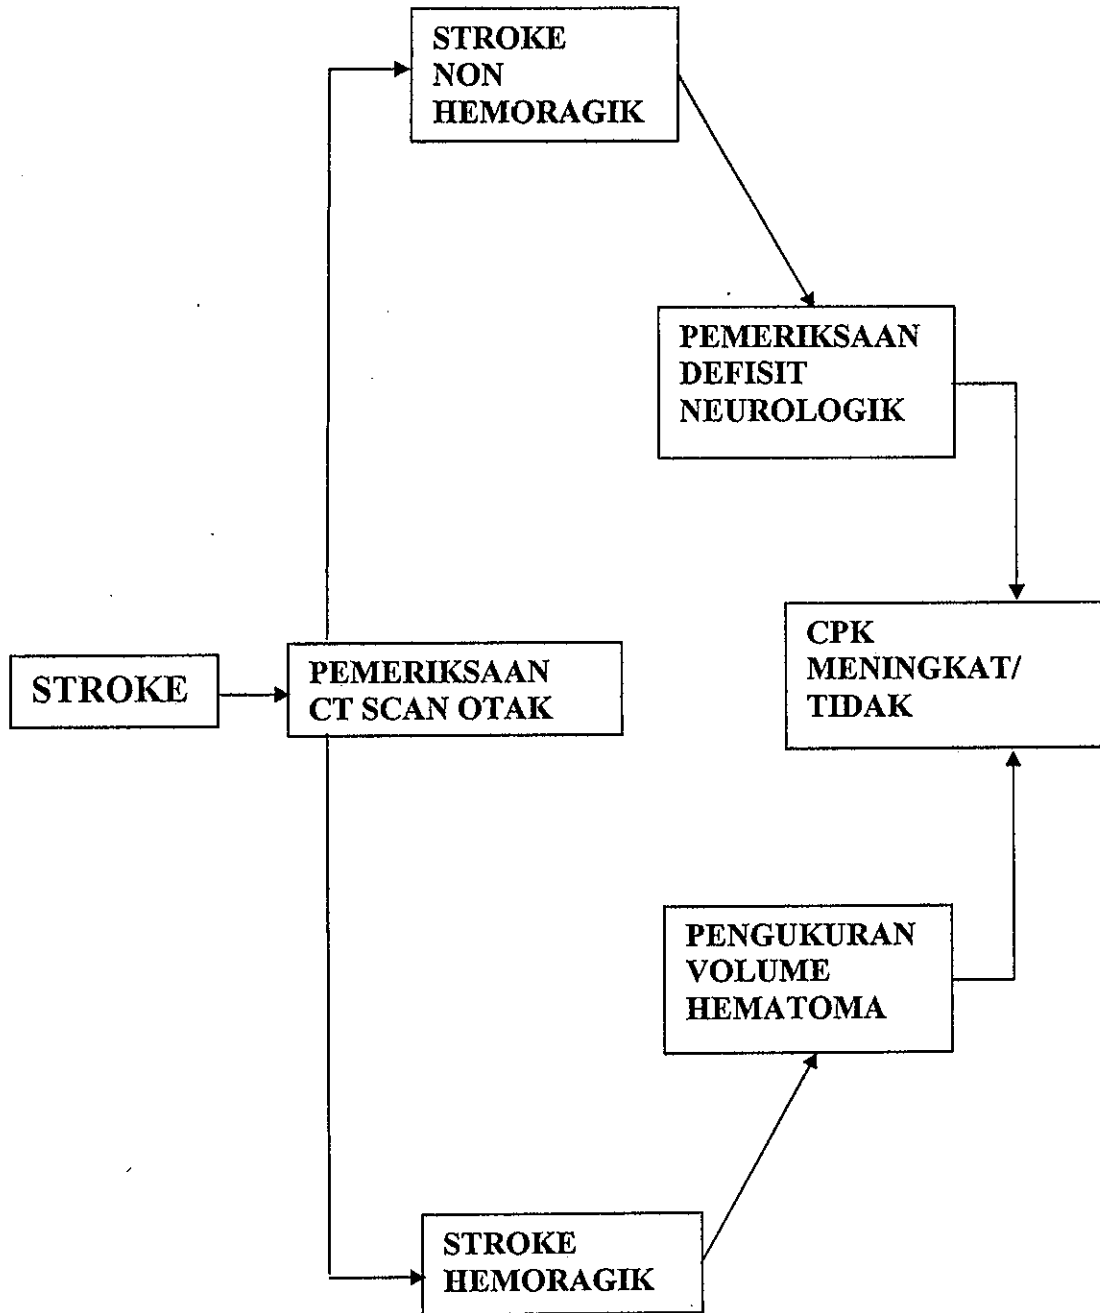 STROKE
NON
HEMORAGIK
PEMERIKSAAN
DEFISIT
NEUROLOGIK
CPK
MENINGKAT/
TIDAK
STROKE
PEMERIKSAAN
CT SCAN OTAK
PENGUKURAN
VOLUME
HEMATOMA
STROKE
HEMORAGIK